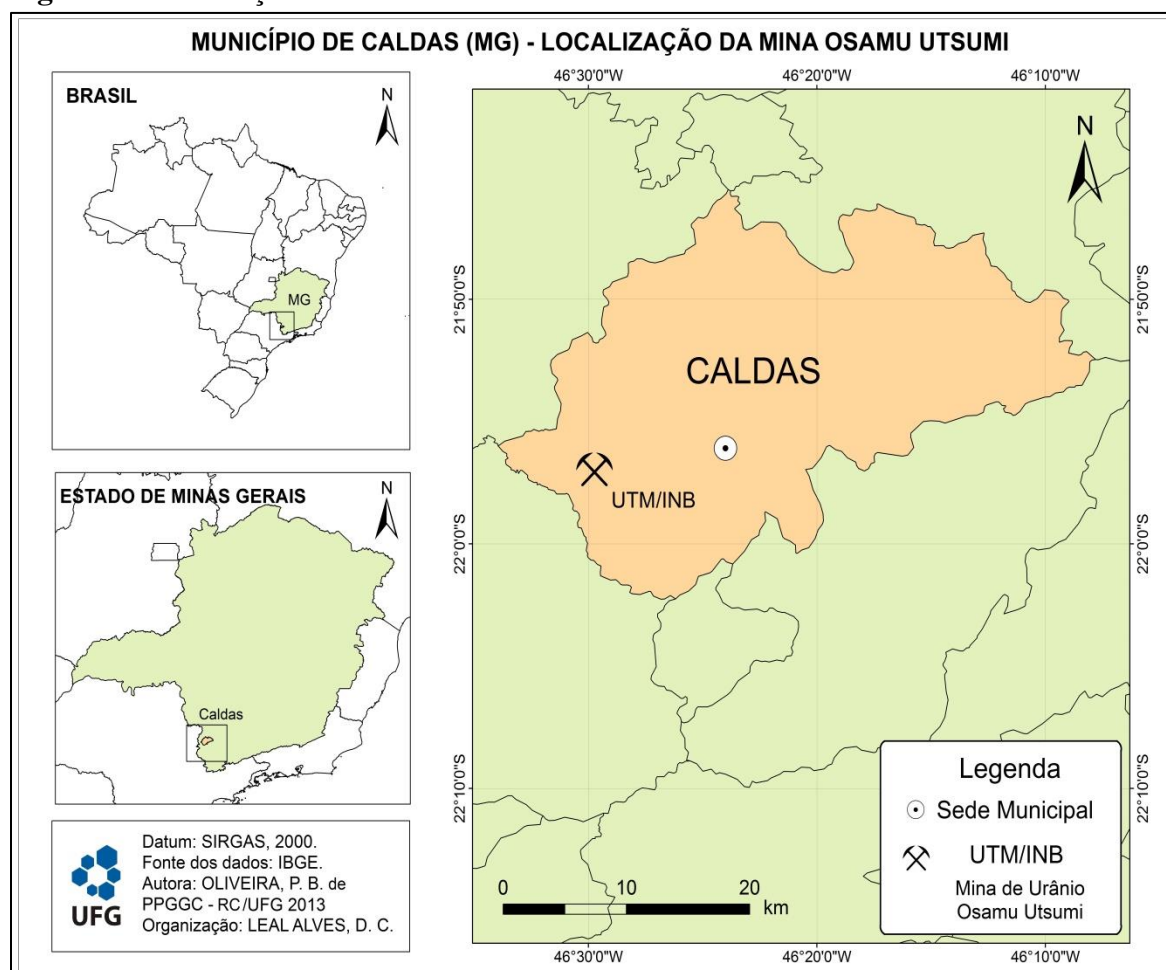 MUNICÍPIO DE CALDAS (MG) - LOCALIZAÇÃO DA MINA OSAMU UTSUMI
BRASIL
N
MG
ESTADO DE MINAS GERAIS
N
Caldas
UFG
Datum: SIRGAS, 2000.
Fonte dos dados: IBGE.
Autora: OLIVEIRA, P. B. de
PPGGC - RC/UFG 2013
Organização: LEAL ALVES, D. C.
46°30'0"W 46°20'0"W 46°10'0"W
N
21°50'0"S 21°50'0"S
CALDAS
UTM/INB
22°0'0"S 22°0'0"S
22°10'0"S 22°10'0"S
0 10 20
km
Legenda
Sede Municipal
UTM/INB
Mina de Urânio
Osamu Utsumi
46°30'0"W 46°20'0"W 46°10'0"W